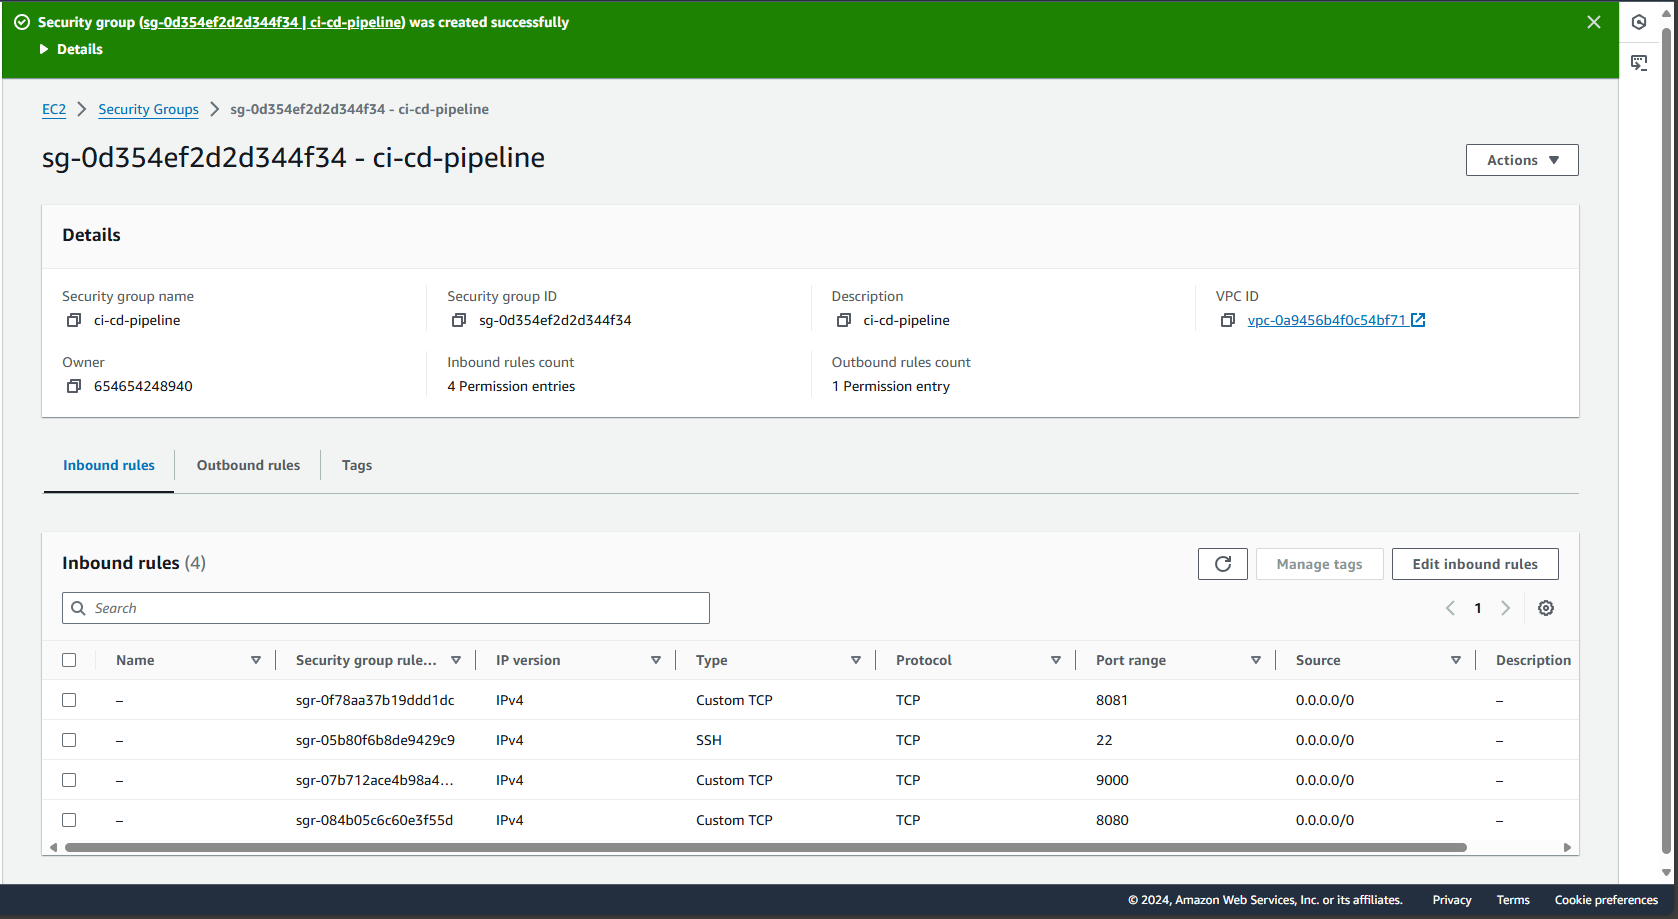 Security group (sg-0d354ef2d2d344f34 | ci-cd-pipeline) was created successfully
Details
EC2 > Security Groups > sg-0d354ef2d2d344f34 - ci-cd-pipeline
sg-0d354ef2d2d344f34 - ci-cd-pipeline
Actions
Details
Security group name
ci-cd-pipeline
Security group ID
sg-0d354ef2d2d344f34
Description
ci-cd-pipeline
VPC ID
vpc-0a9456b4f0c54bf71
Owner
654654248940
Inbound rules count
4 Permission entries
Outbound rules count
1 Permission entry
Inbound rules Outbound rules Tags
Inbound rules (4)
Manage tags Edit inbound rules
Search
1
Name Security group rule... IP version Type Protocol Port range Source Description
– sgr-0f78aa37b19ddd1dc IPv4 Custom TCP TCP 8081 0.0.0.0/0 –
– sgr-05b80f6b8de9429c9 IPv4 SSH TCP 22 0.0.0.0/0 –
– sgr-07b712ace4b98a4... IPv4 Custom TCP TCP 9000 0.0.0.0/0 –
– sgr-084b05c6c60e3f55d IPv4 Custom TCP TCP 8080 0.0.0.0/0 –
© 2024, Amazon Web Services, Inc. or its affiliates. Privacy Terms Cookie preferences